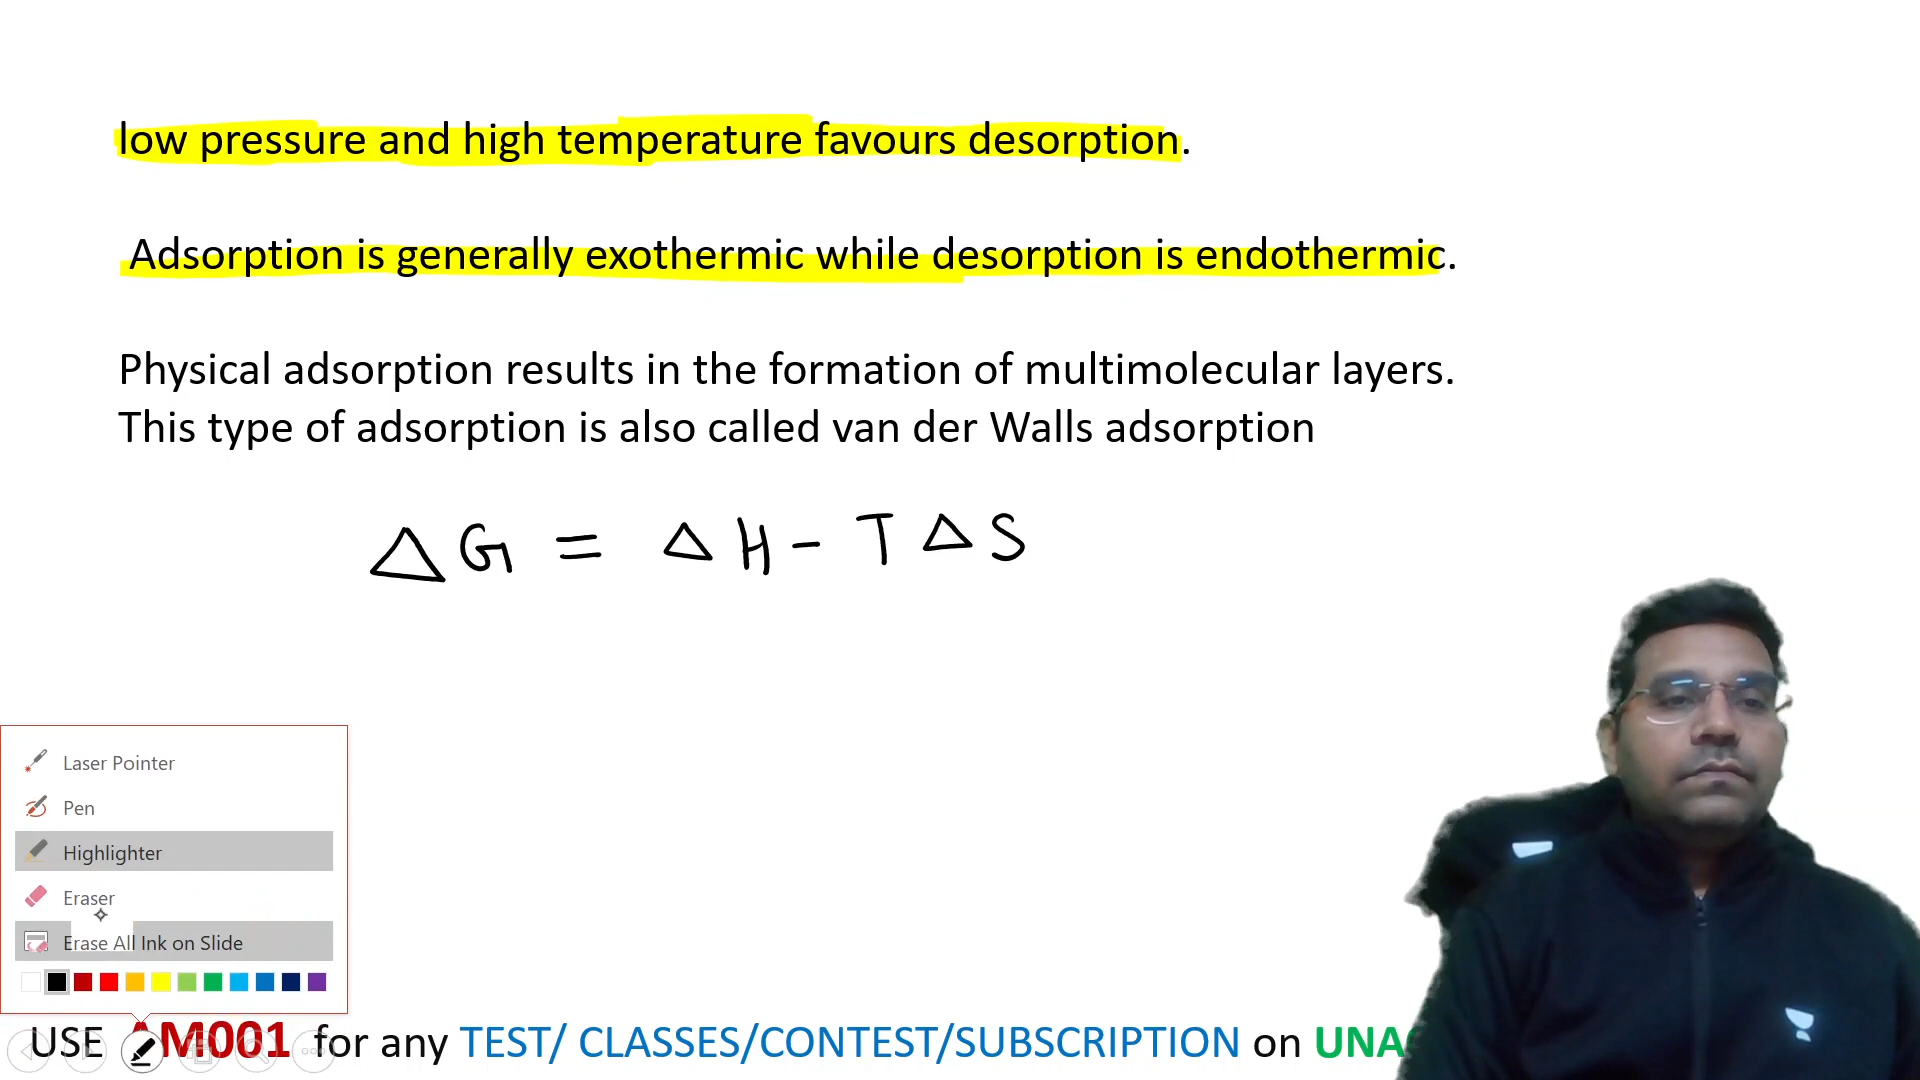 low pressure and high temperature favours desorption.
Adsorption is generally exothermic while desorption is endothermic.
Physical adsorption results in the formation of multimolecular layers.
This type of adsorption is also called van der Walls adsorption
ΔG = ΔH - TΔS
Laser Pointer
Pen
Highlighter
Eraser
Erase All Ink on Slide
USE AM001 for any TEST/ CLASSES/CONTEST/SUBSCRIPTION on